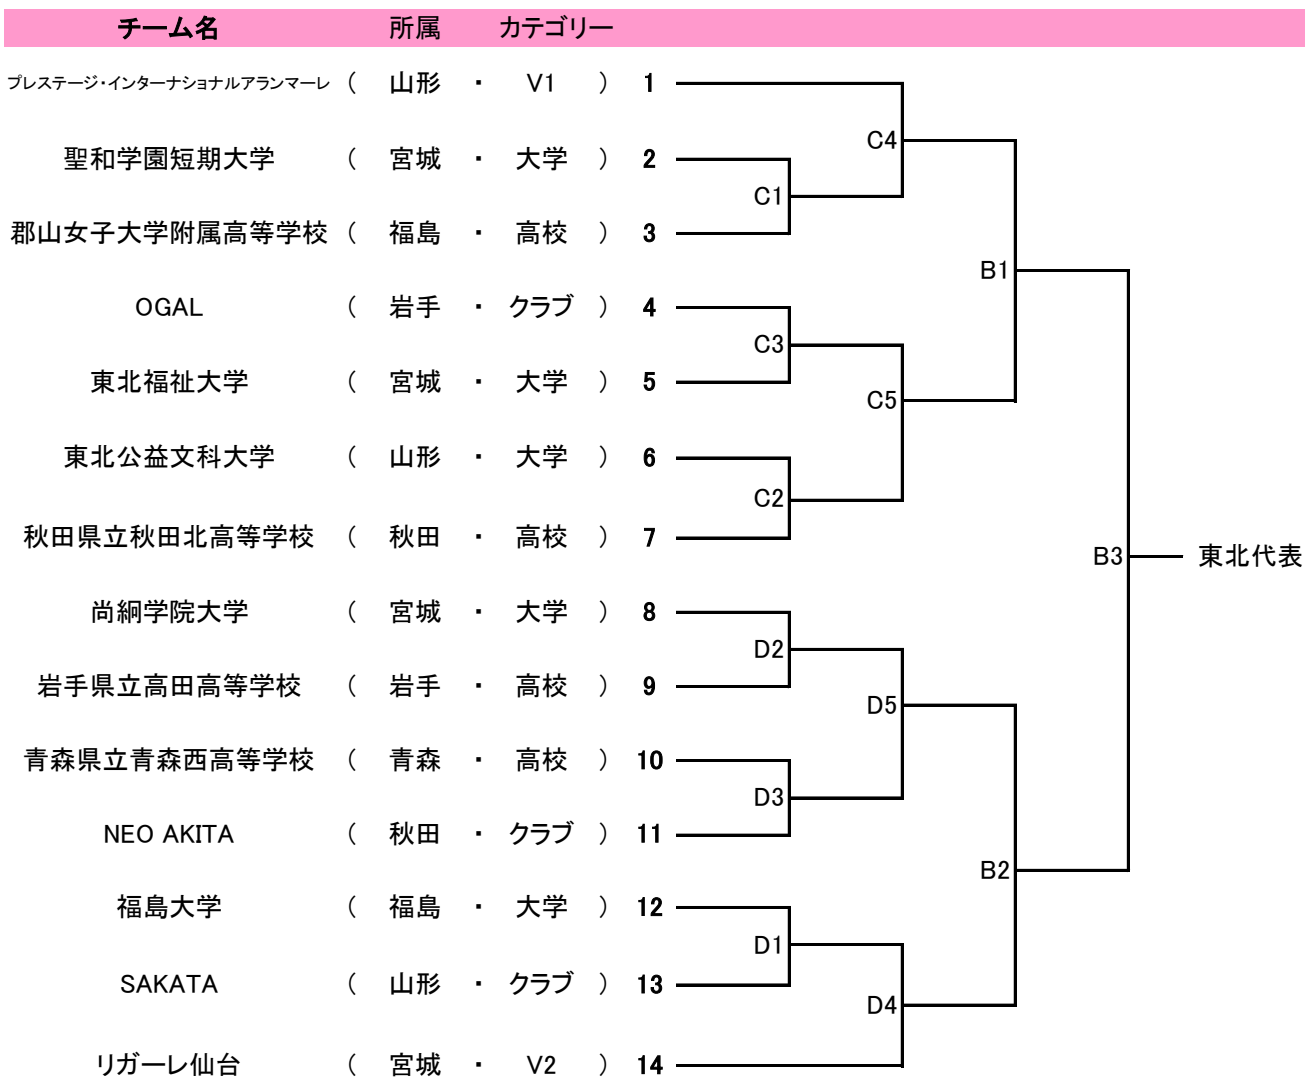 チーム名 所属 カテゴリー
プレステージ・インターナショナルアランマーレ ( 山形 ・ V1 ) 1
C4
聖和学園短期大学 ( 宮城 ・ 大学 ) 2
C1
郡山女子大学附属高等学校 ( 福島 ・ 高校 ) 3
B1
OGAL ( 岩手 ・ クラブ ) 4
C3
東北福祉大学 ( 宮城 ・ 大学 ) 5
C5
東北公益文科大学 ( 山形 ・ 大学 ) 6
C2
秋田県立秋田北高等学校 ( 秋田 ・ 高校 ) 7
B3 東北代表
尚絅学院大学 ( 宮城 ・ 大学 ) 8
D2
岩手県立高田高等学校 ( 岩手 ・ 高校 ) 9
D5
青森県立青森西高等学校 ( 青森 ・ 高校 ) 10
D3
NEO AKITA ( 秋田 ・ クラブ ) 11
B2
福島大学 ( 福島 ・ 大学 ) 12
D1
SAKATA ( 山形 ・ クラブ ) 13
D4
リガーレ仙台 ( 宮城 ・ V2 ) 14